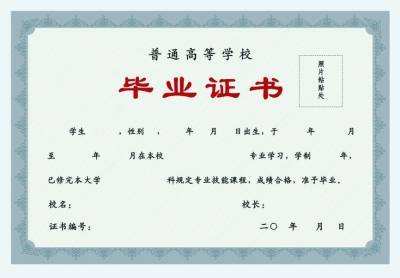 普通高等学校
毕业证书
照片粘贴处
学生 ，性别 ， 年 月 日出生，于 年 月
至 年 月在本校 专业学习，学制 年，
已修完本大学 科规定专业技能课程，成绩合格，准予毕业。
校名： 校长：
证书编号： 二〇 年 月 日